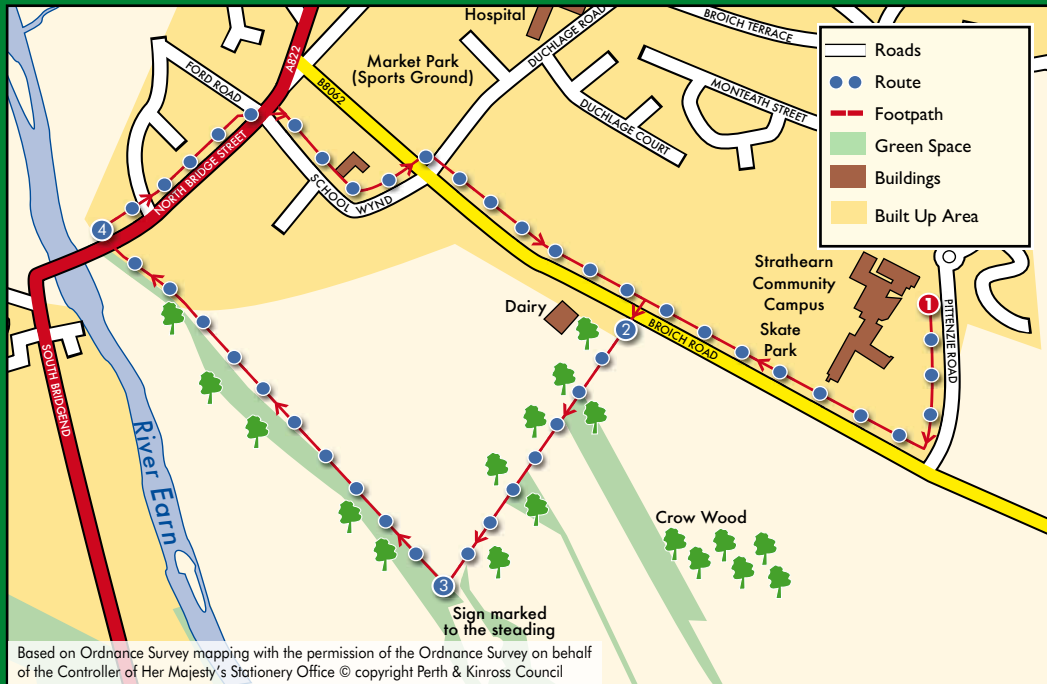 Hospital
DUCHLAGE ROAD
BROICH TERRACE
A822
Market Park
(Sports Ground)
FORD ROAD
B8062
DUCHLAGE COURT
MONTEATH STREET
Roads
Route
Footpath
Green Space
Buildings
Built Up Area
NORTH BRIDGE STREET
SCHOOL WYND
4
Strathearn
Community
Campus
Skate
Park
1
PITTENZIE ROAD
Dairy
2
BROICH ROAD
SOUTH BRIDGEND
River Earn
Crow Wood
3
Sign marked
to the steading
Based on Ordnance Survey mapping with the permission of the Ordnance Survey on behalf
of the Controller of Her Majesty's Stationery Office © copyright Perth & Kinross Council